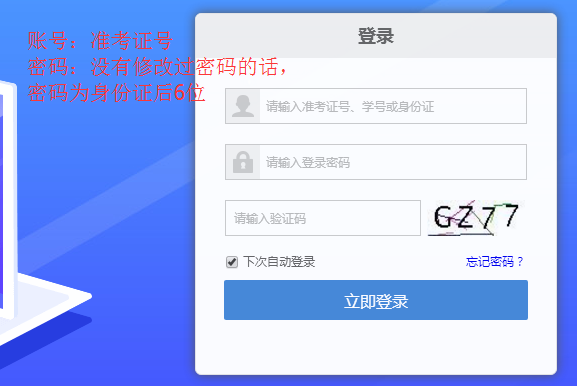 登录
账号：准考证号
密码：没有修改过密码的话，
密码为身份证后6位
请输入准考证号、学号或身份证
请输入登录密码
请输入验证码
GZ77
下次自动登录
忘记密码？
立即登录